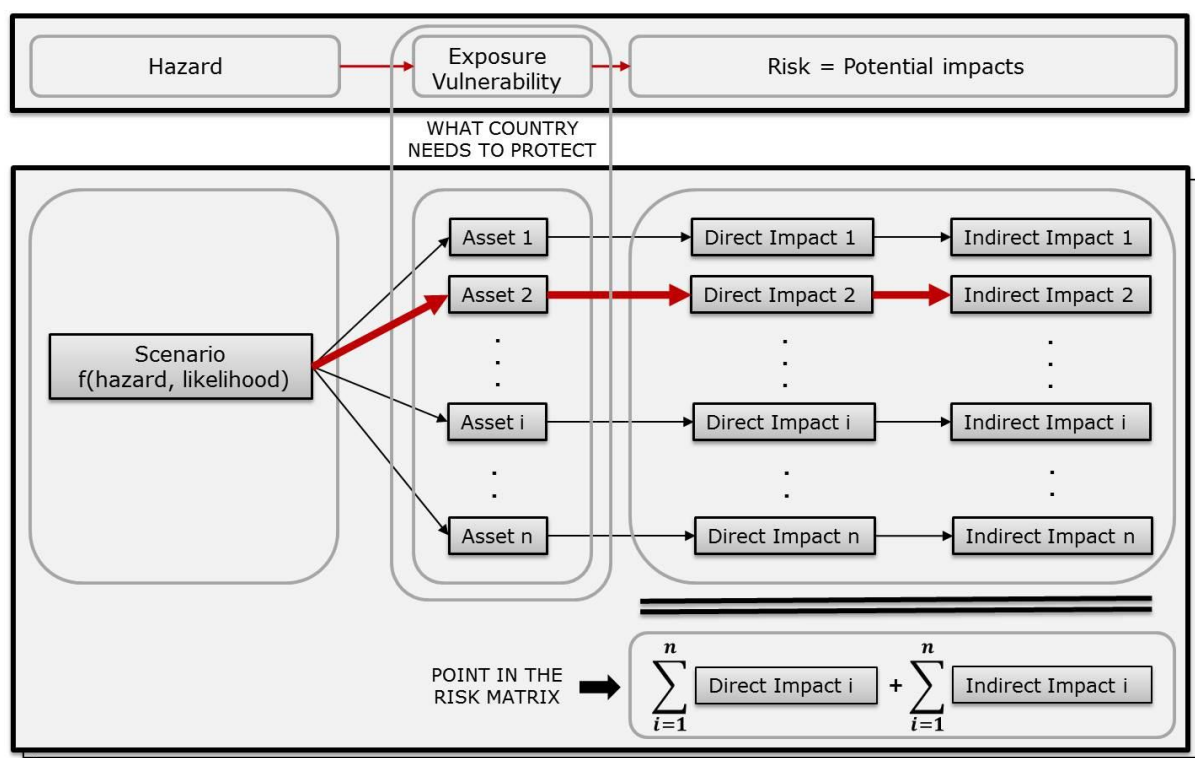 Hazard
Exposure
Vulnerability
Risk = Potential impacts
WHAT COUNTRY
NEEDS TO PROTECT
Asset 1
Direct Impact 1
Indirect Impact 1
Asset 2
Direct Impact 2
Indirect Impact 2
Scenario
f(hazard, likelihood)
Asset i
Direct Impact i
Indirect Impact i
Asset n
Direct Impact n
Indirect Impact n
POINT IN THE
RISK MATRIX
n
∑
i=1
Direct Impact i
+
n
∑
i=1
Indirect Impact i